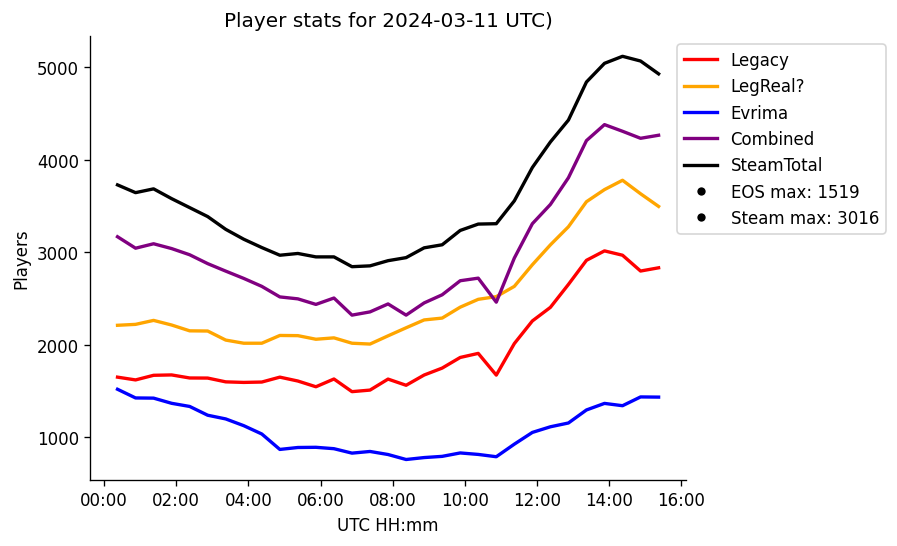 Player stats for 2024-03-11 UTC)
5000
4000
3000
2000
1000
Players
00:00 02:00 04:00 06:00 08:00 10:00 12:00 14:00 16:00
UTC HH:mm
Legacy
LegReal?
Evrima
Combined
SteamTotal
EOS max: 1519
Steam max: 3016